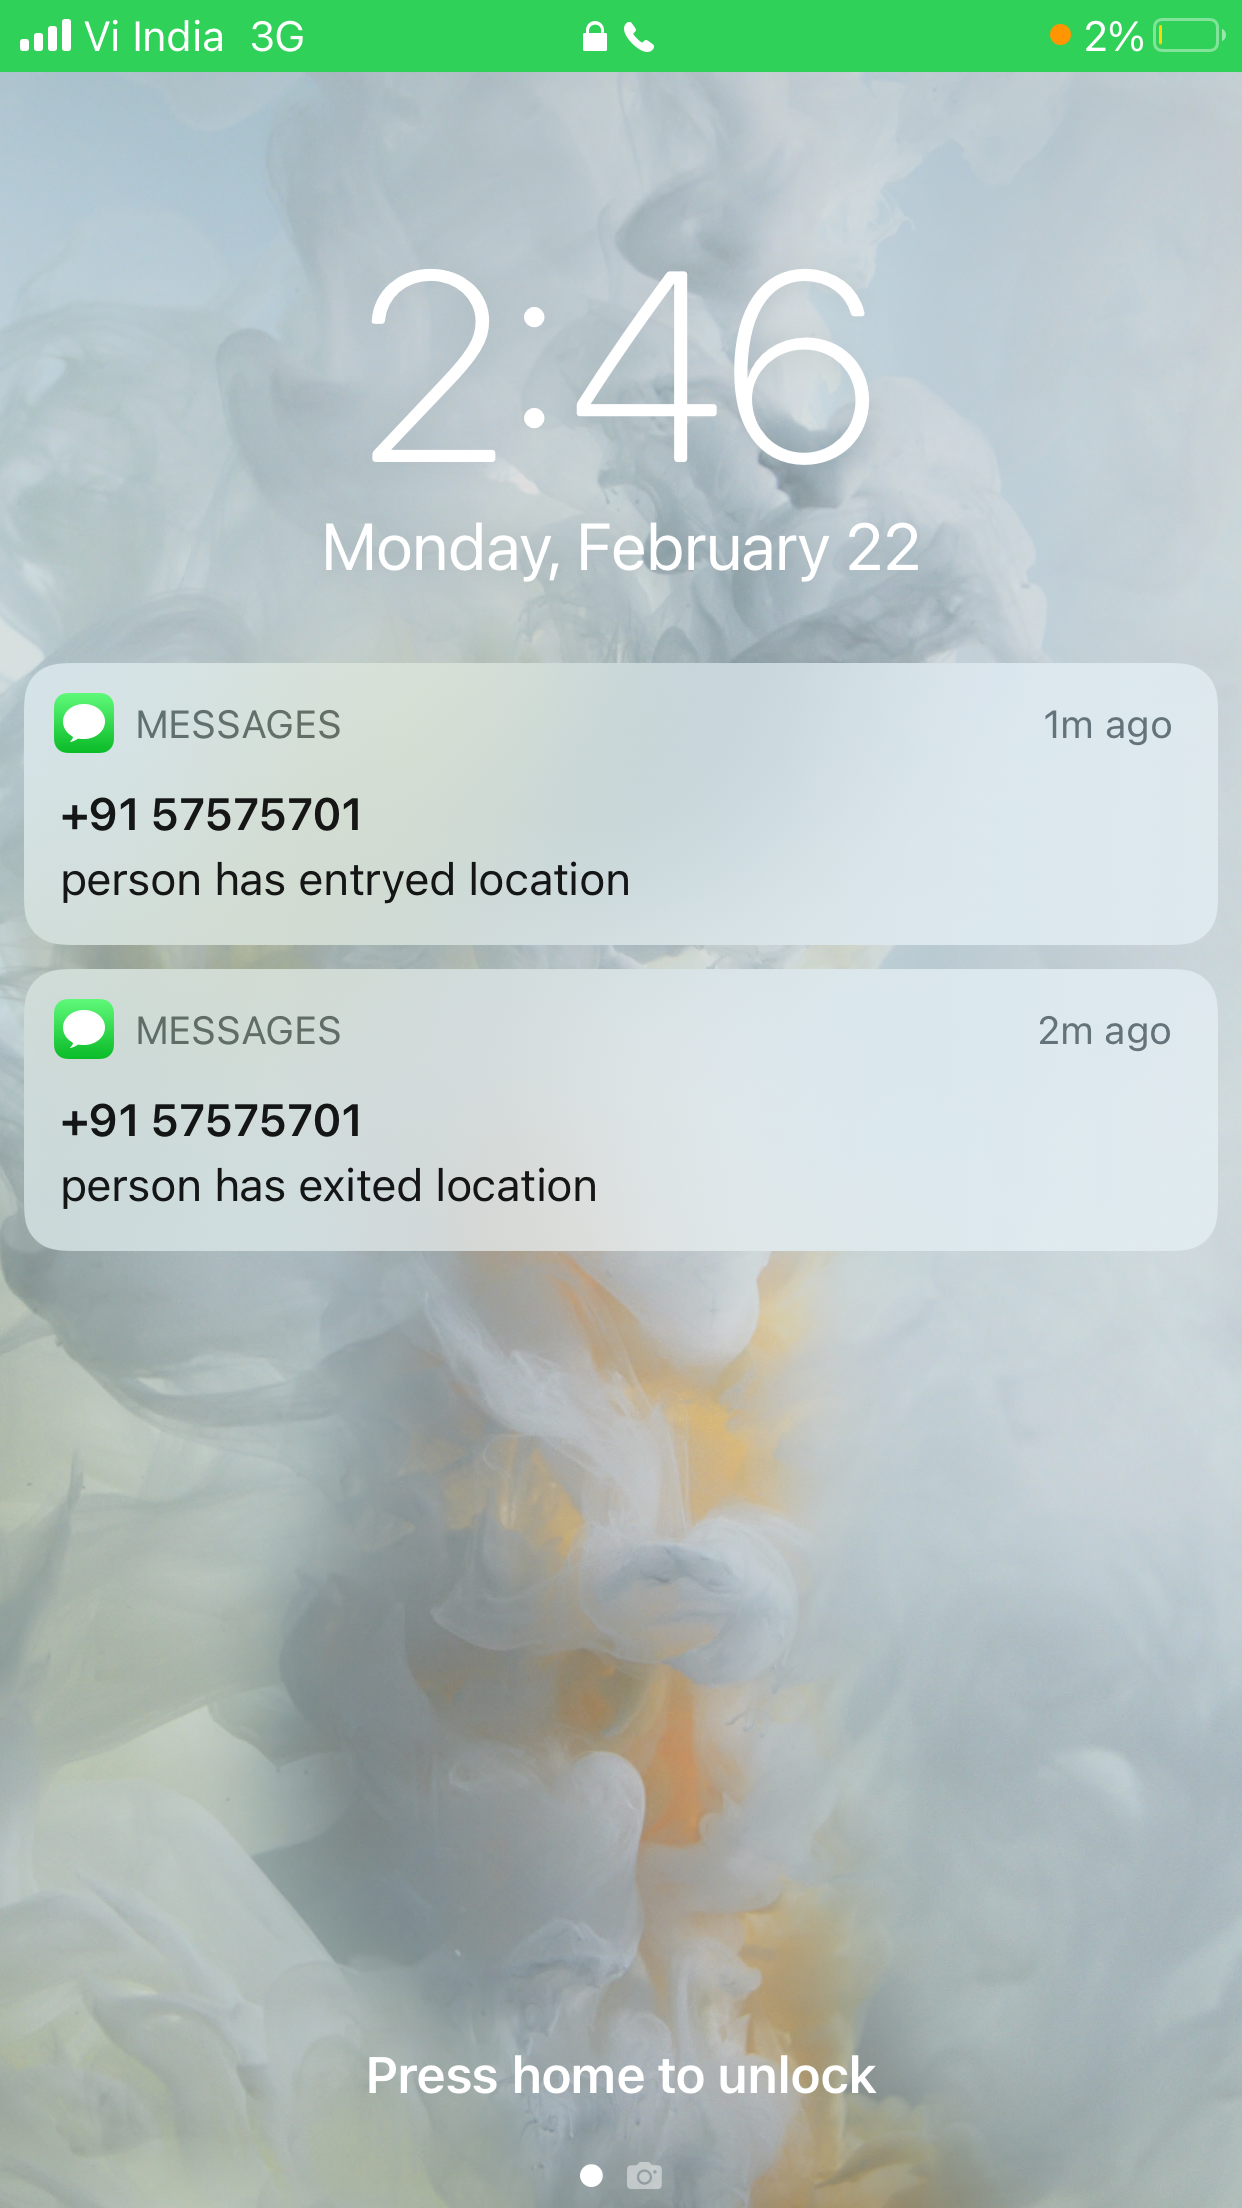 Vi India 3G 2%
2:46
Monday, February 22
MESSAGES 1m ago
+91 57575701
person has entryed location
MESSAGES 2m ago
+91 57575701
person has exited location
Press home to unlock